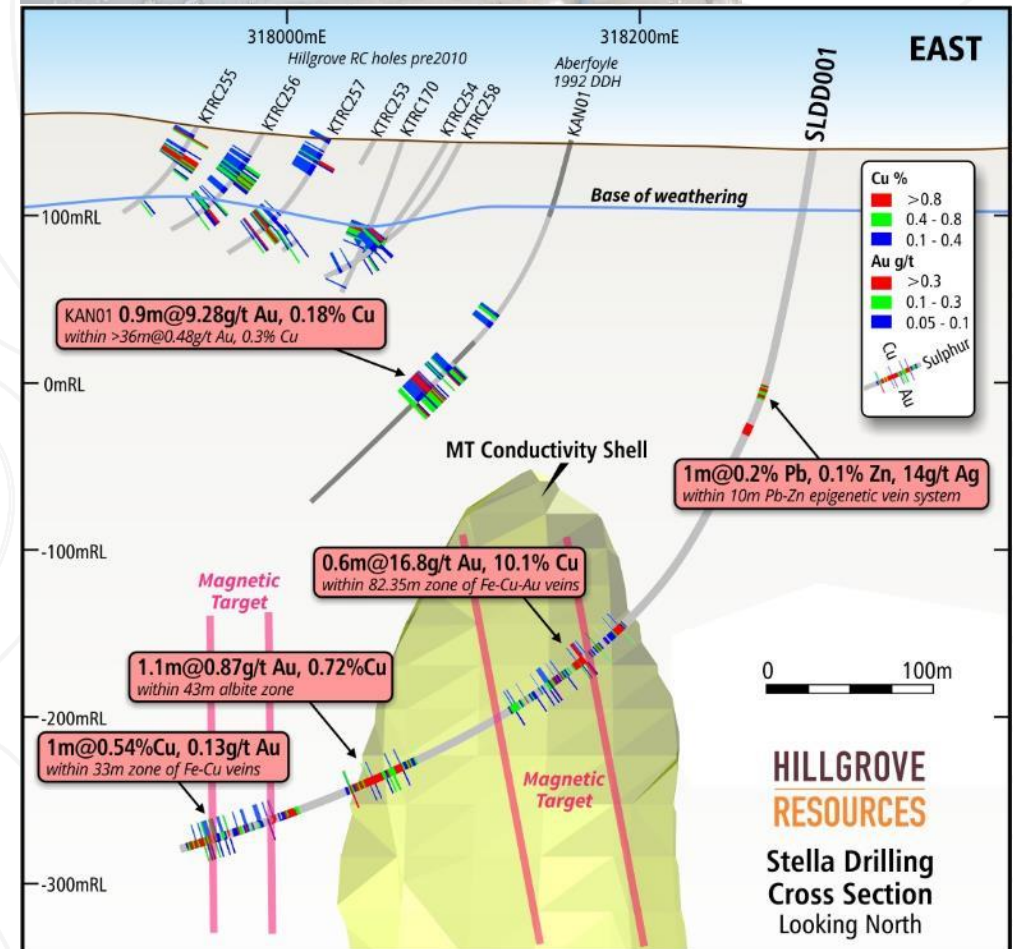 318000mE
318200mE
EAST
Hillgrove RC holes pre2010
Aberfoyle
1992 DDH
KTRC255
KTRC256
KTRC257
KTRC253
KTRC170
KTRC254
KTRC258
KAN01
SLDD001
Cu %
>0.8
0.4 - 0.8
0.1 - 0.4
Au g/t
>0.3
0.1 - 0.3
0.05 - 0.1
Cu
Sulphur
Au
Base of weathering
100mRL
KAN01 0.9m@9.28g/t Au, 0.18% Cu
within >36m@0.48g/t Au, 0.3% Cu
0mRL
MT Conductivity Shell
1m@0.2% Pb, 0.1% Zn, 14g/t Ag
within 10m Pb-Zn epigenetic vein system
-100mRL
0.6m@16.8g/t Au, 10.1% Cu
within 82.35m zone of Fe-Cu-Au veins
Magnetic
Target
1.1m@0.87g/t Au, 0.72%Cu
within 43m albite zone
0 100m
-200mRL
1m@0.54%Cu, 0.13g/t Au
within 33m zone of Fe-Cu veins
Magnetic
Target
HILLGROVE
RESOURCES
Stella Drilling
Cross Section
Looking North
-300mRL